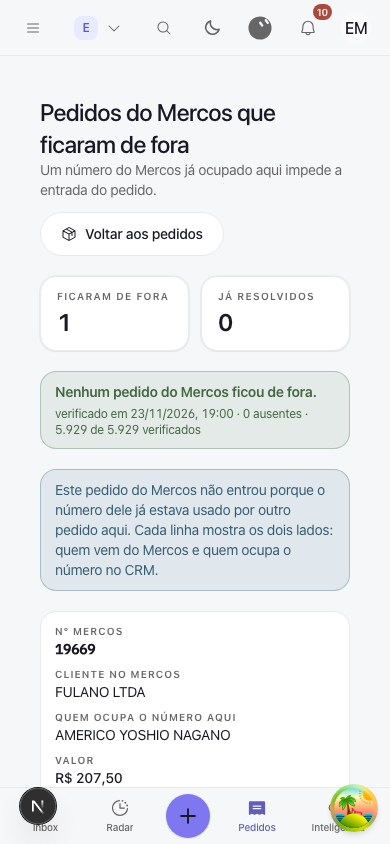 E
10
EM
Pedidos do Mercos que
ficaram de fora
Um número do Mercos já ocupado aqui impede a
entrada do pedido.
Voltar aos pedidos
FICARAM DE FORA
1
JÁ RESOLVIDOS
0
Nenhum pedido do Mercos ficou de fora.
verificado em 23/11/2026, 19:00 · 0 ausentes ·
5.929 de 5.929 verificados
Este pedido do Mercos não entrou porque o
número dele já estava usado por outro
pedido aqui. Cada linha mostra os dois lados:
quem vem do Mercos e quem ocupa o
número no CRM.
Nº MERCOS
19669
CLIENTE NO MERCOS
FULANO LTDA
QUEM OCUPA O NÚMERO AQUI
AMERICO YOSHIO NAGANO
VALOR
R$ 207,50
N
Inbox
Radar
Pedidos